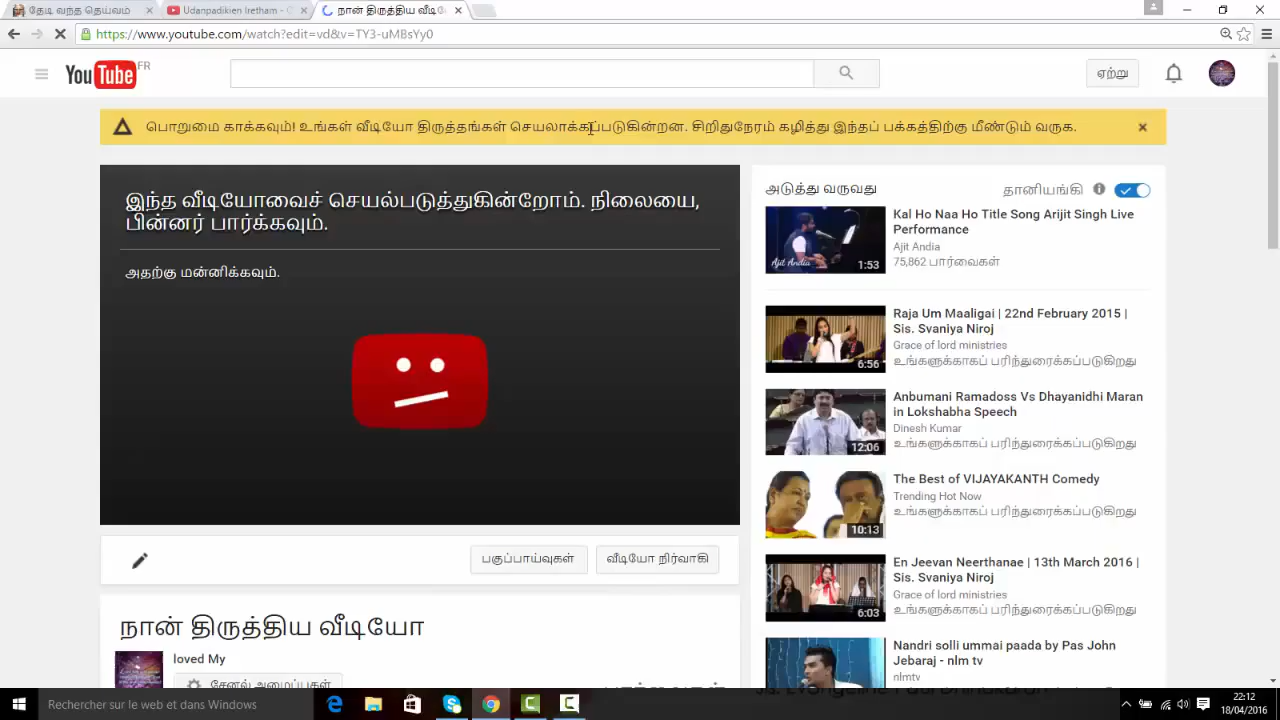 தேடி வந்த தெய்வம்
Udanpadikien Iretham - C
நான் திருத்திய வீடி
https://www.youtube.com/watch?edit=vd&v=TY3-uMBsYy0
YouTube FR
ஏற்று
பொறுமை காக்கவும்! உங்கள் வீடியோ திருத்தங்கள் செயலாக்கப்படுகின்றன. சிறிதுநேரம் கழித்து இந்தப் பக்கத்திற்கு மீண்டும் வருக.
இந்த வீடியோவைச் செயல்படுத்துகின்றோம். நிலையை,
பின்னர் பார்க்கவும்.
அதற்கு மன்னிக்கவும்.
பகுப்பாய்வுகள்
வீடியோ நிர்வாகி
நான் திருத்திய வீடியோ
loved My
சேனல் அமைப்புகள்
அடுத்து வருவது
தானியங்கி
Kal Ho Naa Ho Title Song Arijit Singh Live
Performance
Ajit Andia
75,862 பார்வைகள்
Ajit Andia
1:53
Raja Um Maaligai | 22nd February 2015 |
Sis. Svaniya Niroj
Grace of lord ministries
உங்களுக்காகப் பரிந்துரைக்கப்படுகிறது
6:56
Anbumani Ramadoss Vs Dhayanidhi Maran
in Lokshabha Speech
Dinesh Kumar
உங்களுக்காகப் பரிந்துரைக்கப்படுகிறது
12:06
The Best of VIJAYAKANTH Comedy
Trending Hot Now
உங்களுக்காகப் பரிந்துரைக்கப்படுகிறது
10:13
En Jeevan Neerthanae | 13th March 2016 |
Sis. Svaniya Niroj
Grace of lord ministries
உங்களுக்காகப் பரிந்துரைக்கப்படுகிறது
6:03
Nandri solli ummai paada by Pas John
Jebaraj - nlm tv
nlmtv
Rechercher sur le web et dans Windows
22:12
18/04/2016